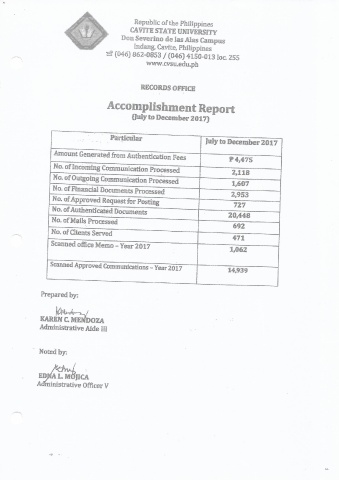 Republic of the Philippines
CAVITE STATE UNIVERSITY
Don Severino de las Alas Campus
Indang, Cavite, Philippines
☏ (046) 862-0853 / (046) 4150-013 loc. 255
www.cvsu.edu.ph
RECORDS OFFICE
Accomplishment Report
(July to December 2017)
Particular July to December 2017
Amount Generated from Authentication Fees ₱ 4,475
No. of Incoming Communication Processed 2,118
No. of Outgoing Communication Processed 1,607
No. of Financial Documents Processed 2,953
No. of Approved Request for Posting 727
No. of Authenticated Documents 20,448
No. of Mails Processed 692
No. of Clients Served 471
Scanned office Memo – Year 2017 1,062
Scanned Approved Communications – Year 2017 14,939
Prepared by:
KAREN C. MENDOZA
Administrative Aide III
Noted by:
EDNA L. MOJICA
Administrative Officer V